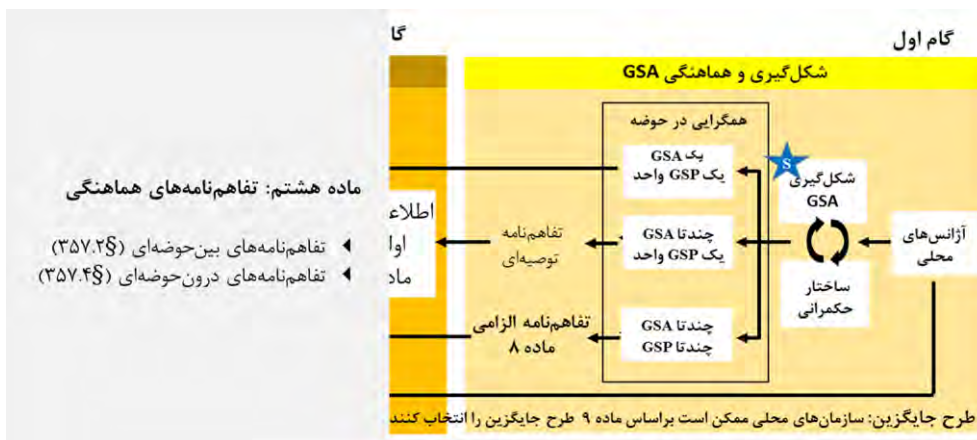 گام اول
گا
شکل‌گیری و هماهنگی GSA
همگرایی در حوضه
S
شکل‌گیری
GSA
ساختار
حکمرانی
آژانس‌های
محلی
یک GSA
یک GSP واحد
چندتا GSA
یک GSP واحد
چندتا GSA
چندتا GSP
تفاهم‌نامه
توصیه‌ای
تفاهم‌نامه الزامی
ماده ۸
اطلاء
اوا
ماد
طرح جایگزین: سازمان‌های محلی ممکن است براساس ماده ۹ طرح جایگزین را انتخاب کنند
ماده هشتم: تفاهم‌نامه‌های هماهنگی
تفاهم‌نامه‌های بین‌حوضه‌ای (§۳۵۷.۲)
تفاهم‌نامه‌های درون‌حوضه‌ای (§۳۵۷.۴)